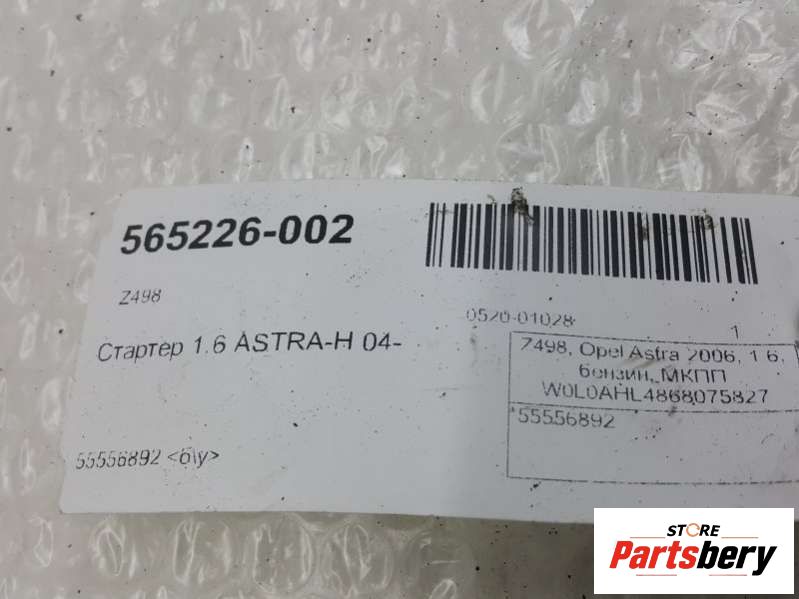 565226-002
Z498
Стартер 1.6 ASTRA-H 04-
55556892 <б\у>
0520-01028
1
Z498, Opel Astra 2006, 1 6,
бензин, МКПП
W0L0AHL4868075827
55556892
STORE
Partsbery